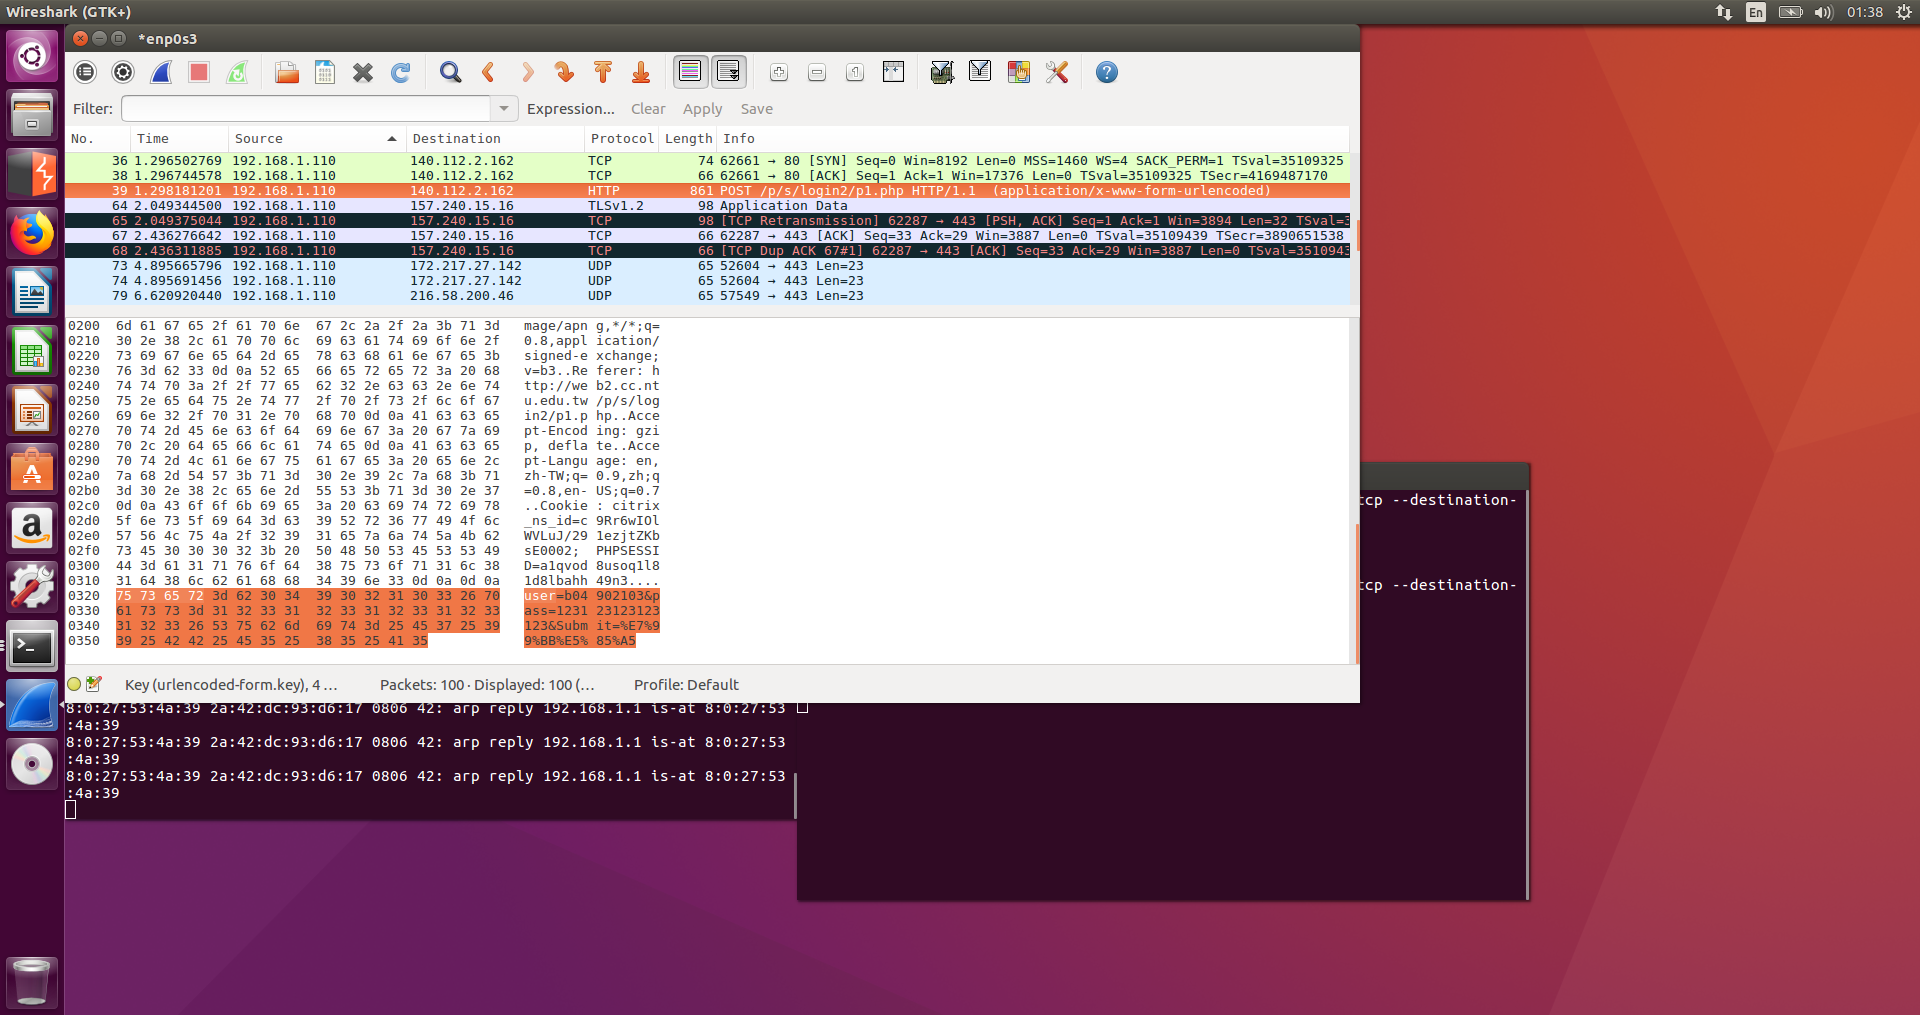 Wireshark (GTK+)
En
01:38
*enp0s3
Filter:
Expression...
Clear
Apply
Save
No. Time Source Destination Protocol Length Info
36 1.296502769 192.168.1.110 140.112.2.162 TCP 74 62661 → 80 [SYN] Seq=0 Win=8192 Len=0 MSS=1460 WS=4 SACK_PERM=1 TSval=35109325
38 1.296744578 192.168.1.110 140.112.2.162 TCP 66 62661 → 80 [ACK] Seq=1 Ack=1 Win=17376 Len=0 TSval=35109325 TSecr=4169487170
39 1.298181201 192.168.1.110 140.112.2.162 HTTP 861 POST /p/s/login2/p1.php HTTP/1.1 (application/x-www-form-urlencoded)
64 2.049344500 192.168.1.110 157.240.15.16 TLSv1.2 98 Application Data
65 2.049375044 192.168.1.110 157.240.15.16 TCP 98 [TCP Retransmission] 62287 → 443 [PSH, ACK] Seq=1 Ack=1 Win=3894 Len=32 TSval=3
67 2.436276642 192.168.1.110 157.240.15.16 TCP 66 62287 → 443 [ACK] Seq=33 Ack=29 Win=3887 Len=0 TSval=35109439 TSecr=3890651538
68 2.436311885 192.168.1.110 157.240.15.16 TCP 66 [TCP Dup ACK 67#1] 62287 → 443 [ACK] Seq=33 Ack=29 Win=3887 Len=0 TSval=3510943
73 4.895665796 192.168.1.110 172.217.27.142 UDP 65 52604 → 443 Len=23
74 4.895691456 192.168.1.110 172.217.27.142 UDP 65 52604 → 443 Len=23
79 6.620920440 192.168.1.110 216.58.200.46 UDP 65 57549 → 443 Len=23
0200 6d 61 67 65 2f 61 70 6e 67 2c 2a 2f 2a 3b 71 3d mage/apn g,*/*;q=
0210 30 2e 38 2c 61 70 70 6c 69 63 61 74 69 6f 6e 2f 0.8,appl ication/
0220 73 69 67 6e 65 64 2d 65 78 63 68 61 6e 67 65 3b signed-e xchange;
0230 76 3d 62 33 0d 0a 52 65 66 65 72 65 72 3a 20 68 v=b3..Re ferer: h
0240 74 74 70 3a 2f 2f 77 65 62 32 2e 63 63 2e 6e 74 ttp://we b2.cc.nt
0250 75 2e 65 64 75 2e 74 77 2f 70 2f 73 2f 6c 6f 67 u.edu.tw /p/s/log
0260 69 6e 32 2f 70 31 2e 70 68 70 0d 0a 41 63 63 65 in2/p1.p hp..Acce
0270 70 74 2d 45 6e 63 6f 64 69 6e 67 3a 20 67 7a 69 pt-Encod ing: gzi
0280 70 2c 20 64 65 66 6c 61 74 65 0d 0a 41 63 63 65 p, defla te..Acce
0290 70 74 2d 4c 61 6e 67 75 61 67 65 3a 20 65 6e 2c pt-Langu age: en,
02a0 7a 68 2d 54 57 3b 71 3d 30 2e 39 2c 7a 68 3b 71 zh-TW;q= 0.9,zh;q
02b0 3d 30 2e 38 2c 65 6e 2d 55 53 3b 71 3d 30 2e 37 =0.8,en- US;q=0.7
02c0 0d 0a 43 6f 6f 6b 69 65 3a 20 63 69 74 72 69 78 ..Cookie : citrix
02d0 5f 6e 73 5f 69 64 3d 63 39 52 72 36 77 49 4f 6c _ns_id=c 9Rr6wIOl
02e0 57 56 4c 75 4a 2f 32 39 31 65 7a 6a 74 5a 4b 62 WVLuJ/29 1ezjtZKb
02f0 73 45 30 30 30 32 3b 20 50 48 50 53 45 53 53 49 sE0002; PHPSESSI
0300 44 3d 61 31 71 76 6f 64 38 75 73 6f 71 31 6c 38 D=a1qvod 8usoq1l8
0310 31 64 38 6c 62 61 68 68 34 39 6e 33 0d 0a 0d 0a 1d8lbahh 49n3....
0320 75 73 65 72 3d 62 30 34 39 30 32 31 30 33 26 70 user=b04 902103&p
0330 61 73 73 3d 31 32 33 31 32 33 31 32 33 31 32 33 ass=1231 23123123
0340 31 32 33 26 53 75 62 6d 69 74 3d 25 45 37 25 39 123&Subm it=%E7%9
0350 39 25 42 42 25 45 35 25 38 35 25 41 35 9%BB%E5% 85%A5
Key (urlencoded-form.key), 4 ...
Packets: 100 · Displayed: 100 (...
Profile: Default
tcp --destination-
tcp --destination-
8:0:27:53:4a:39 2a:42:dc:93:d6:17 0806 42: arp reply 192.168.1.1 is-at 8:0:27:53
:4a:39
8:0:27:53:4a:39 2a:42:dc:93:d6:17 0806 42: arp reply 192.168.1.1 is-at 8:0:27:53
:4a:39
8:0:27:53:4a:39 2a:42:dc:93:d6:17 0806 42: arp reply 192.168.1.1 is-at 8:0:27:53
:4a:39